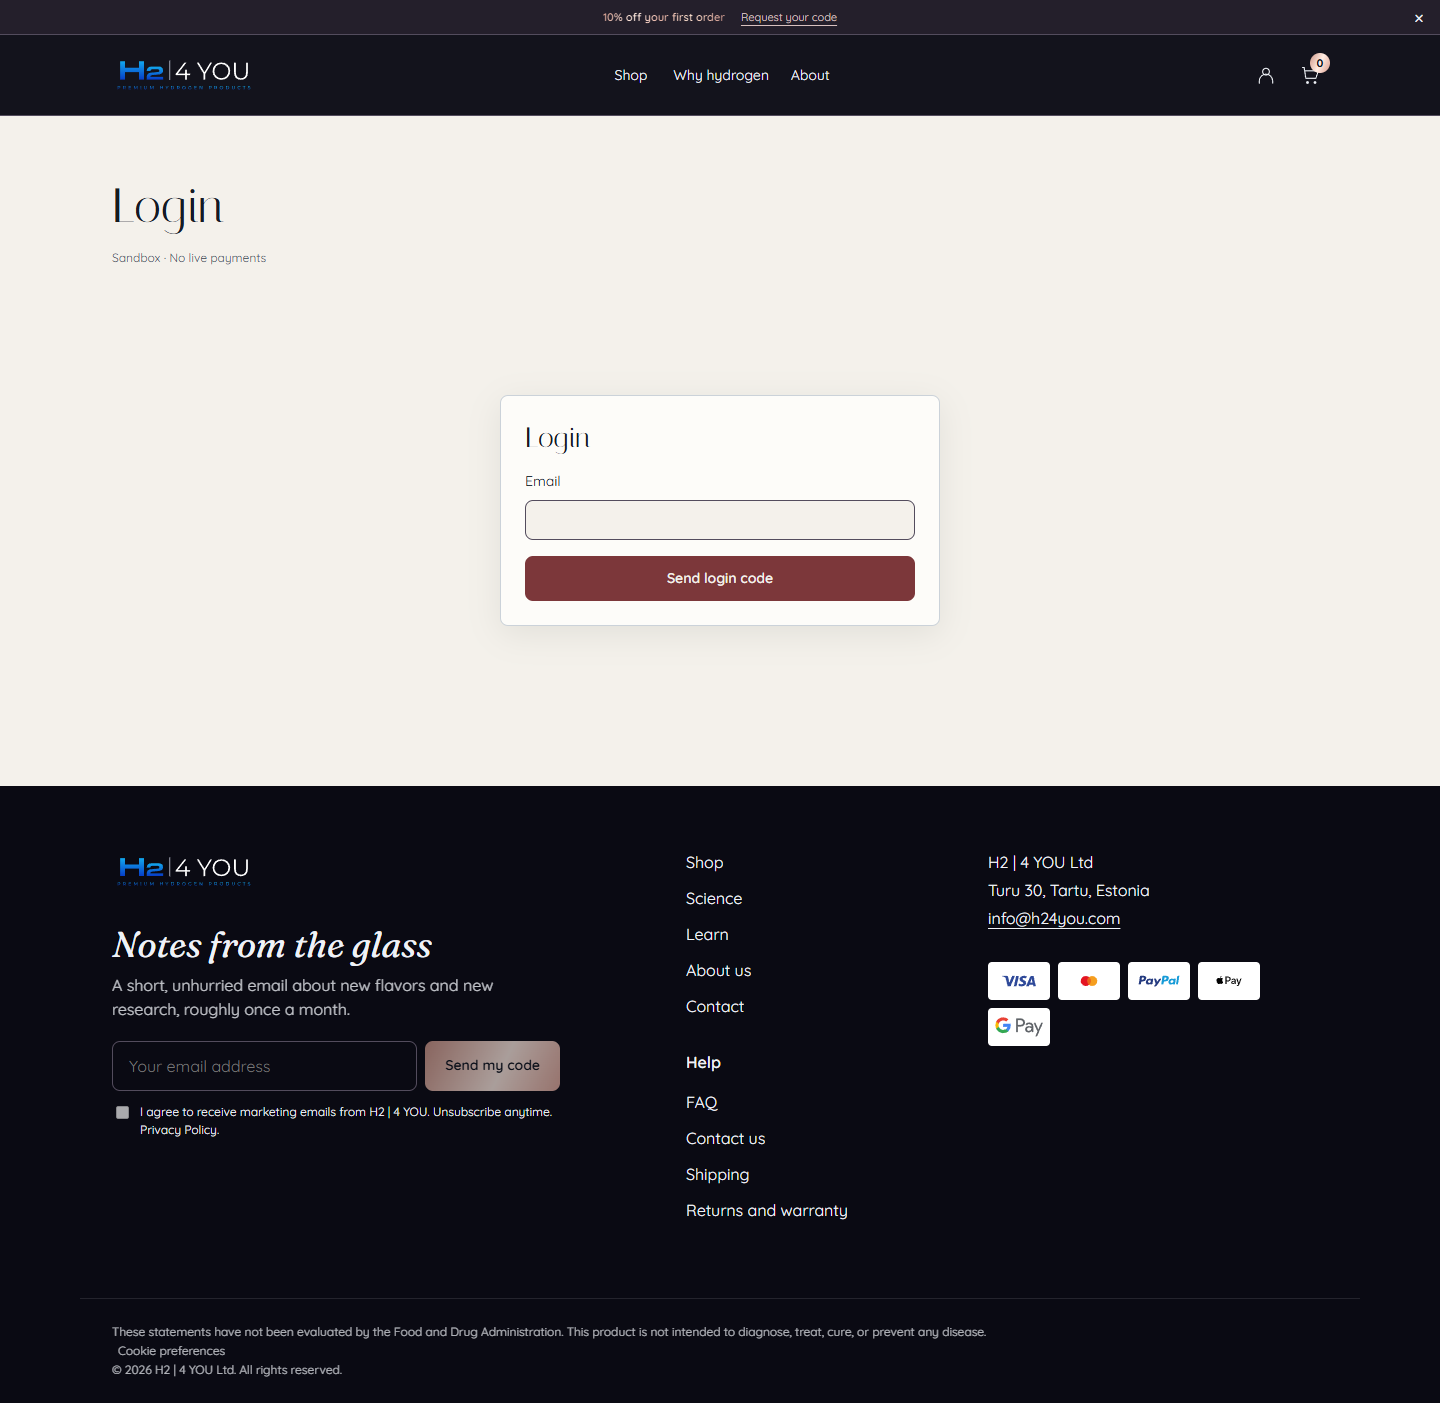 10% off your first order Request your code ×
H2 | 4 YOU
PREMIUM HYDROGEN PRODUCTS
Shop Why hydrogen About
0
Login
Sandbox · No live payments
Login
Email
Send login code
H2 | 4 YOU
PREMIUM HYDROGEN PRODUCTS
Notes from the glass
A short, unhurried email about new flavors and new
research, roughly once a month.
Your email address
Send my code
I agree to receive marketing emails from H2 | 4 YOU. Unsubscribe anytime.
Privacy Policy.
Shop
Science
Learn
About us
Contact
Help
FAQ
Contact us
Shipping
Returns and warranty
H2 | 4 YOU Ltd
Turu 30, Tartu, Estonia
info@h24you.com
VISA PayPal Pay
G Pay
These statements have not been evaluated by the Food and Drug Administration. This product is not intended to diagnose, treat, cure, or prevent any disease.
Cookie preferences
© 2026 H2 | 4 YOU Ltd. All rights reserved.